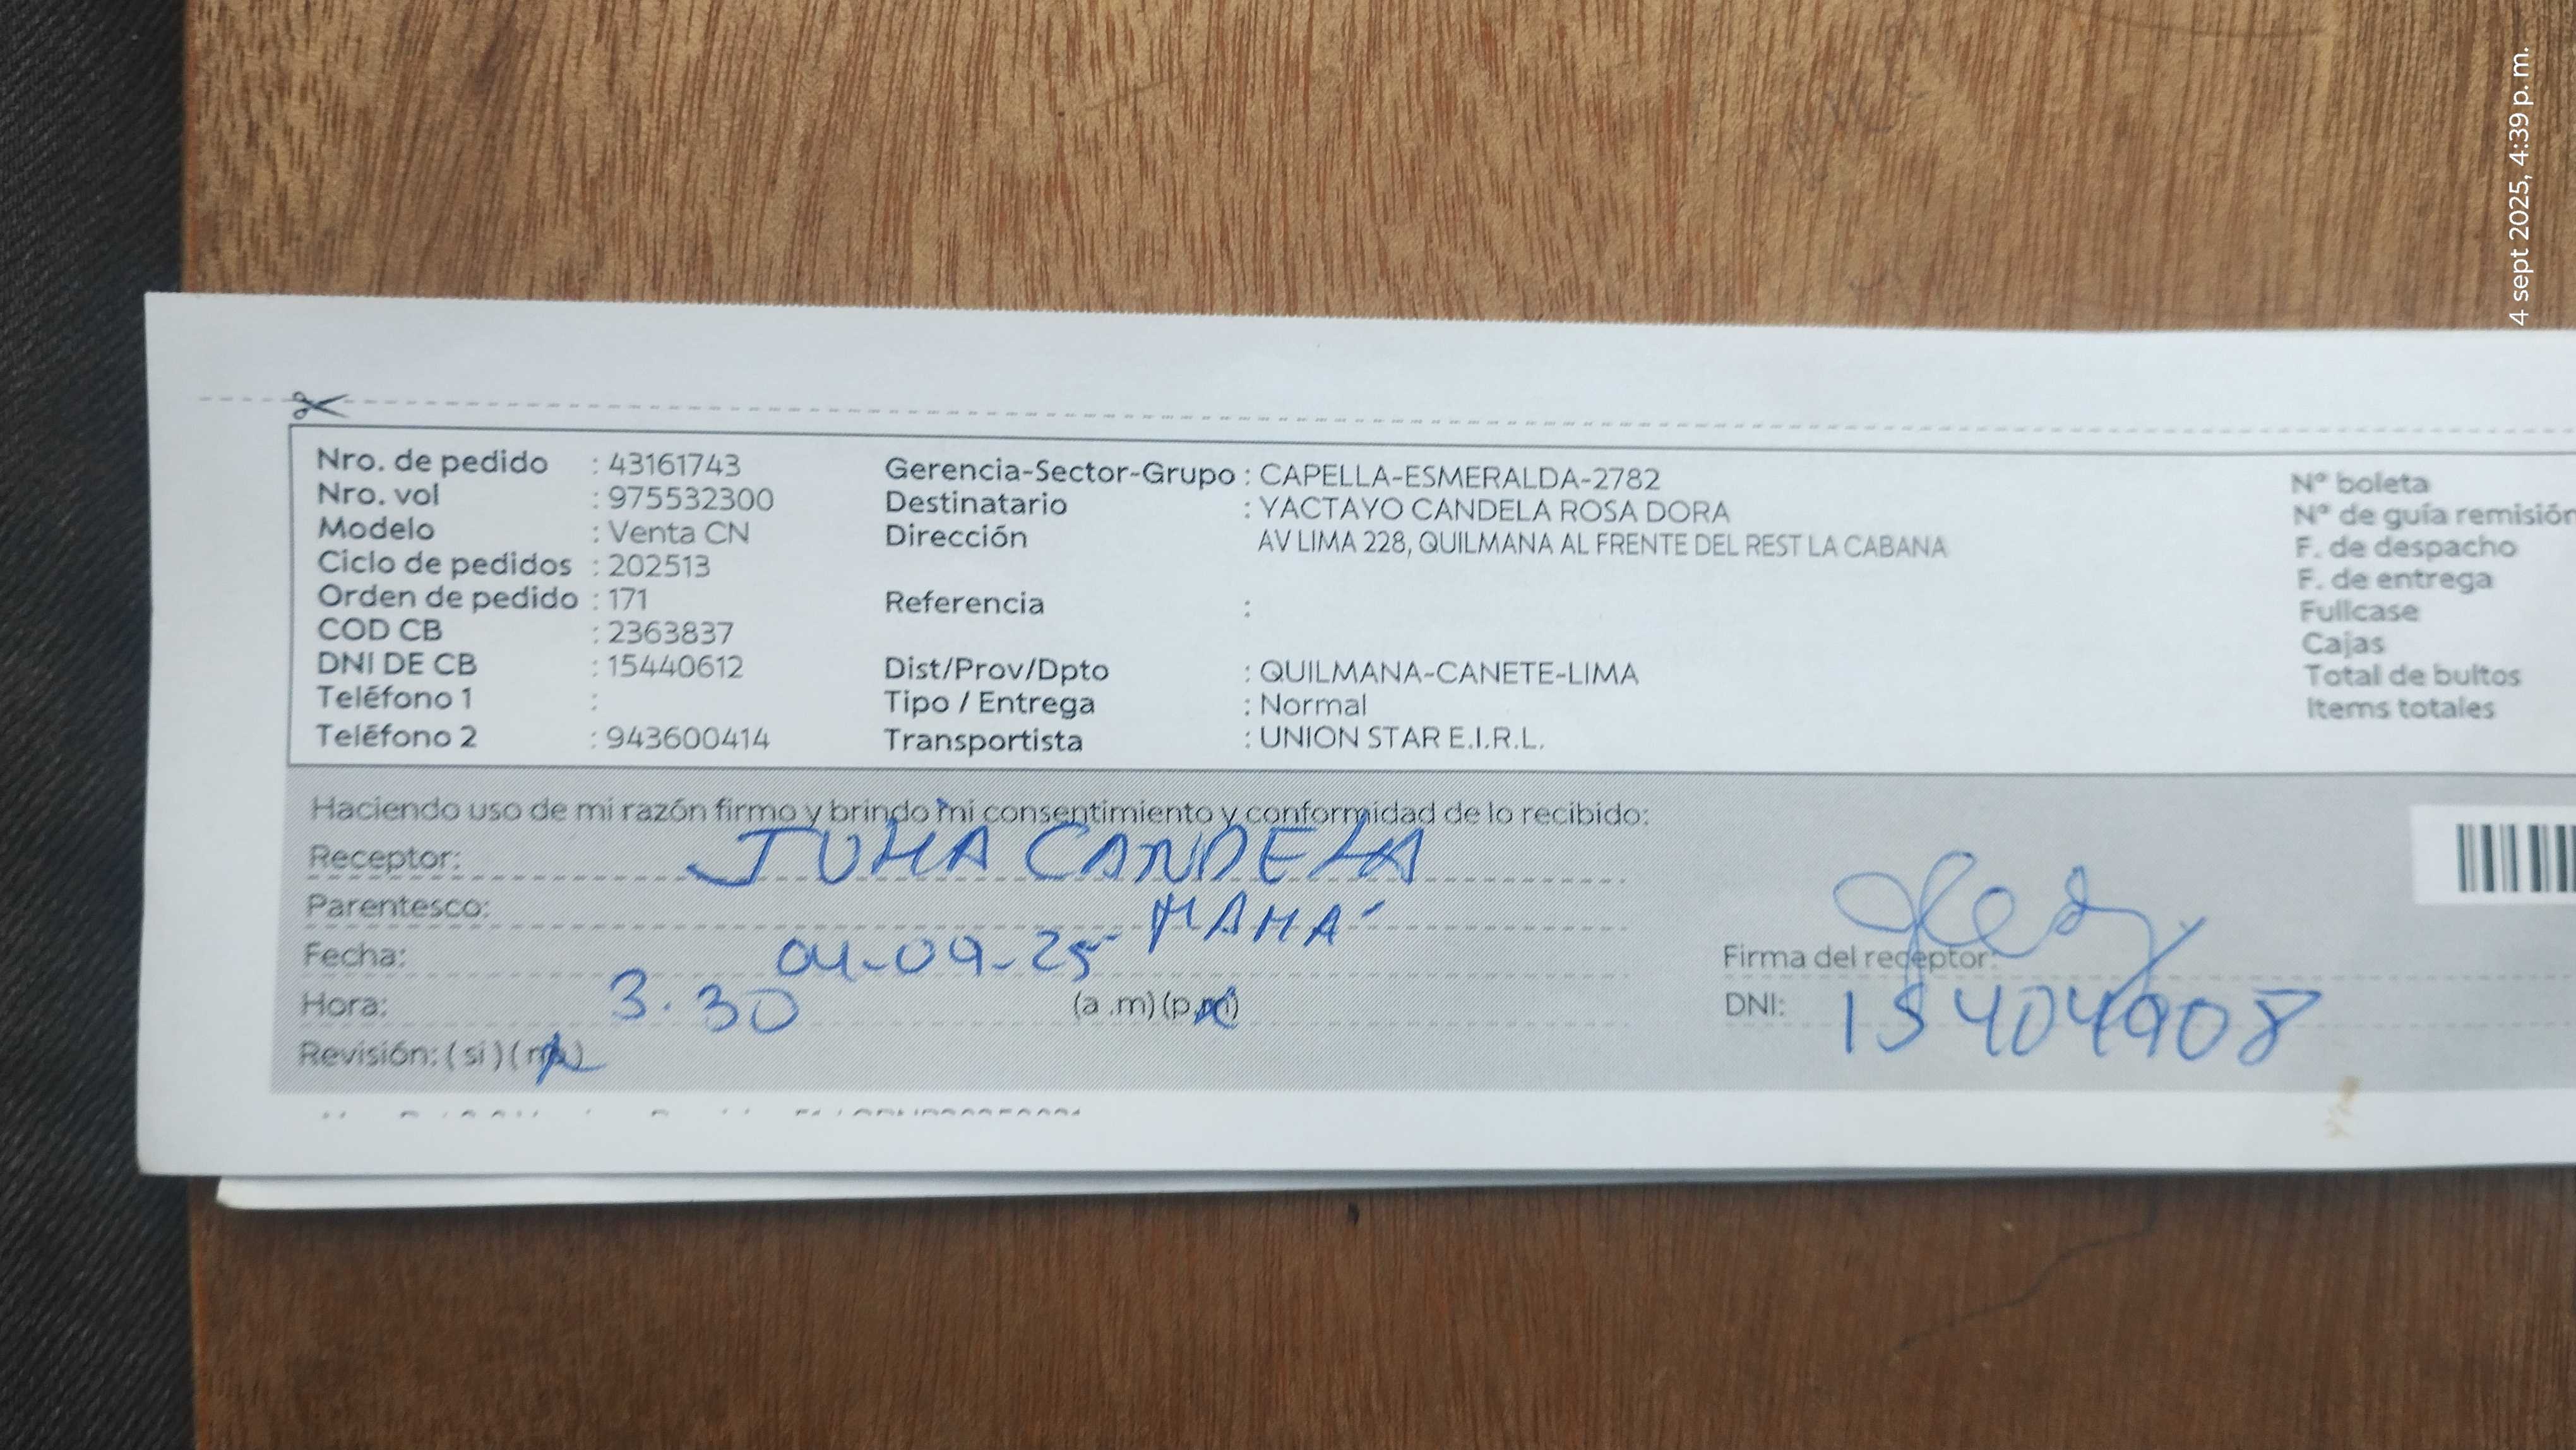 4 sept 2025, 4:39 p.m.
Nro. de pedido : 43161743
Nro. vol : 975532300
Modelo : Venta CN
Ciclo de pedidos : 202513
Orden de pedido : 171
COD CB : 2363837
DNI DE CB : 15440612
Teléfono 1 :
Teléfono 2 : 943600414
Gerencia-Sector-Grupo : CAPELLA-ESMERALDA-2782
Destinatario : YACTAYO CANDELA ROSA DORA
Dirección AV LIMA 228, QUILMANA AL FRENTE DEL REST LA CABANA
Referencia :
Dist/Prov/Dpto : QUILMANA-CANETE-LIMA
Tipo / Entrega : Normal
Transportista : UNION STAR E.I.R.L.
Nº boleta
Nº de guía remisión
F. de despacho
F. de entrega
Fullcase
Cajas
Total de bultos
Items totales
Haciendo uso de mi razón firmo y brindo mi consentimiento y conformidad de lo recibido:
Receptor: CANDELA
Parentesco: MAMÁ
Fecha: 04-09-25
Hora: 3.30 (a .m) (p.m)
Revisión: ( si ) ( no )
Firma del receptor:
DNI: 15404908